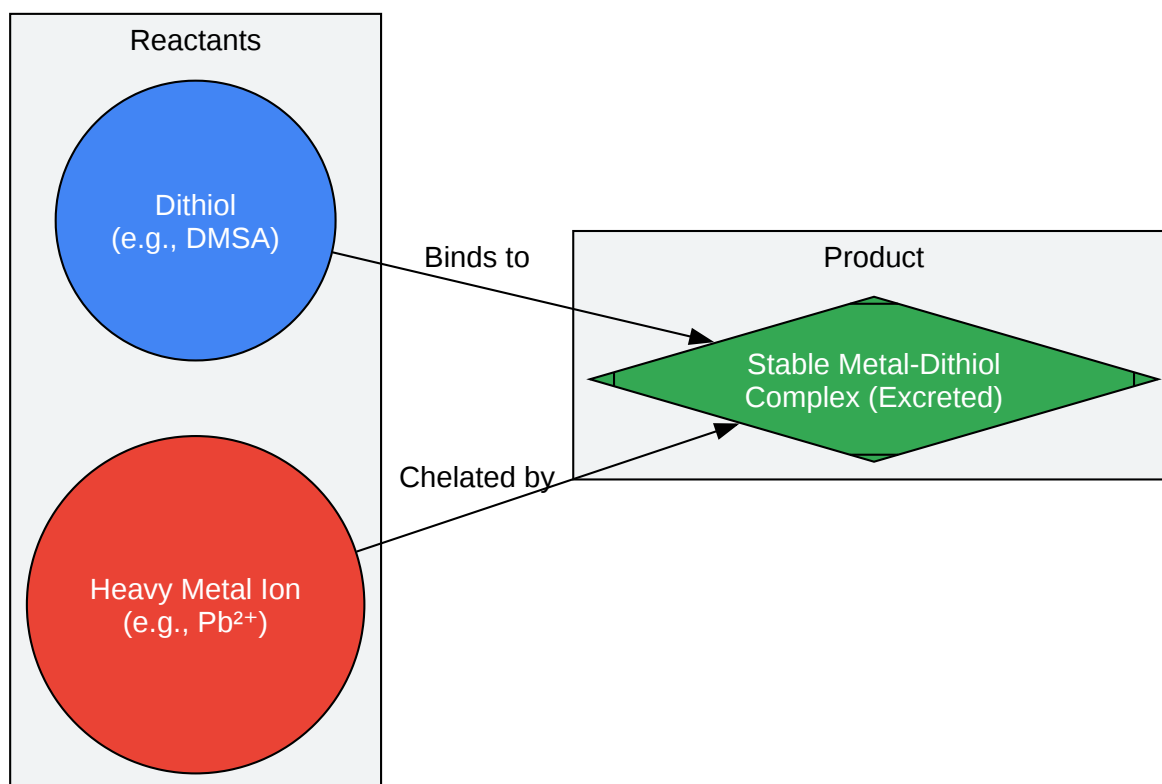 Reactants
Dithiol
(e.g., DMSA)
Binds to
Product
Stable Metal-Dithiol
Complex (Excreted)
Chelated by
Heavy Metal Ion
(e.g., Pb²⁺)